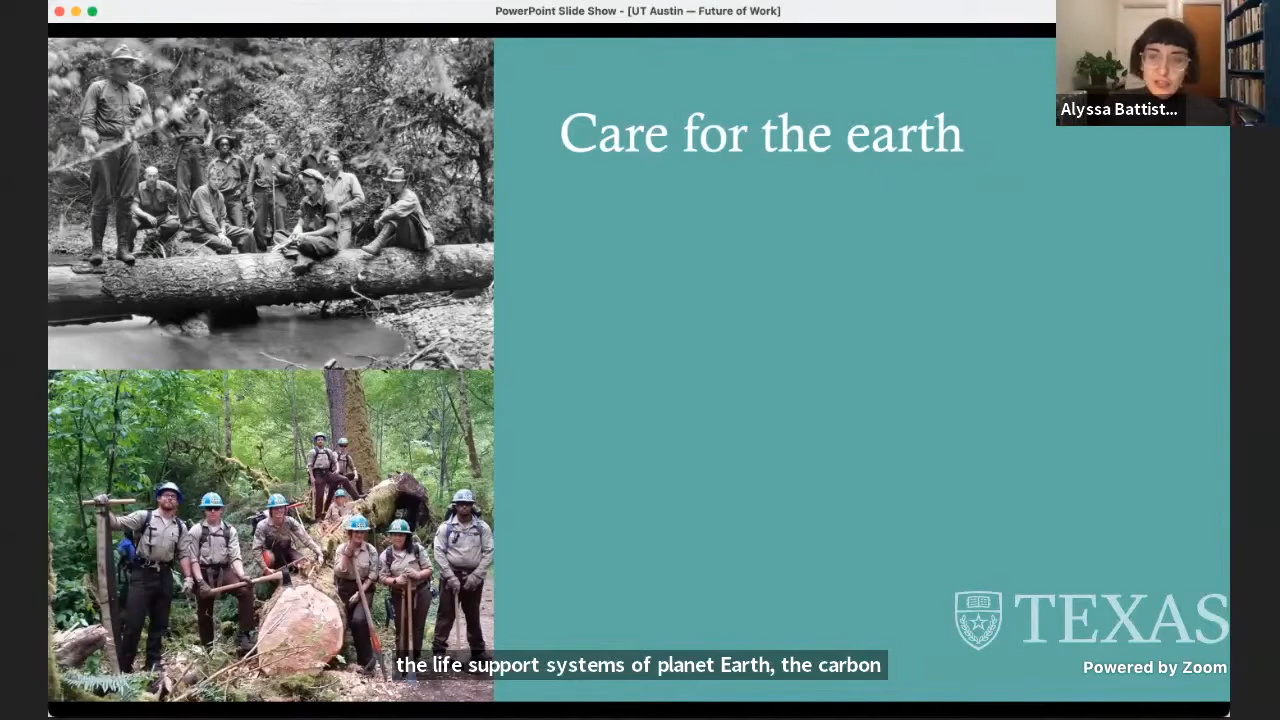 PowerPoint Slide Show - [UT Austin — Future of Work]
Alyssa Battist...
Care for the earth
TEXAS
the life support systems of planet Earth, the carbon
Powered by Zoom